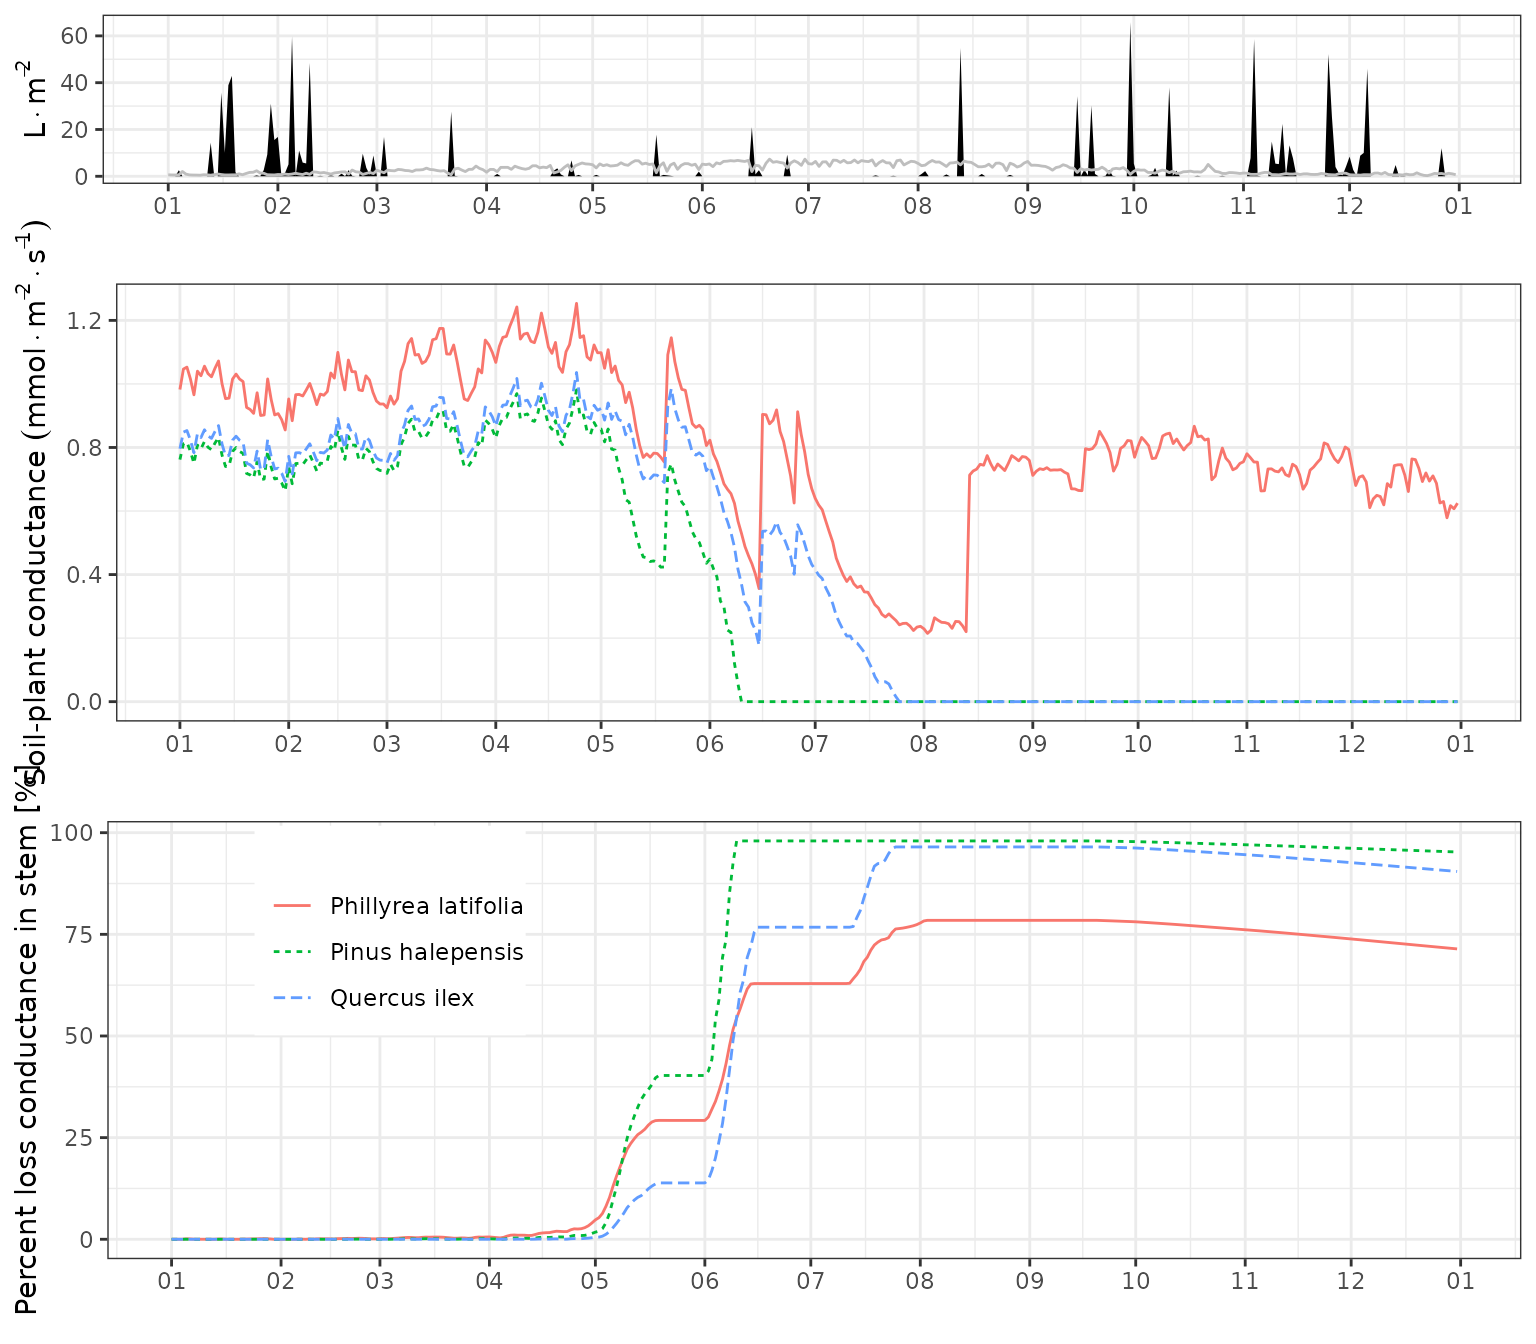 L · m⁻²
60
40
20
0
01 02 03 04 05 06 07 08 09 10 11 12 01
Soil-plant conductance (mmol · m⁻² · s⁻¹)
1.2
0.8
0.4
0.0
01 02 03 04 05 06 07 08 09 10 11 12 01
Percent loss conductance in stem [%]
100
75
50
25
0
Phillyrea latifolia
Pinus halepensis
Quercus ilex
01 02 03 04 05 06 07 08 09 10 11 12 01